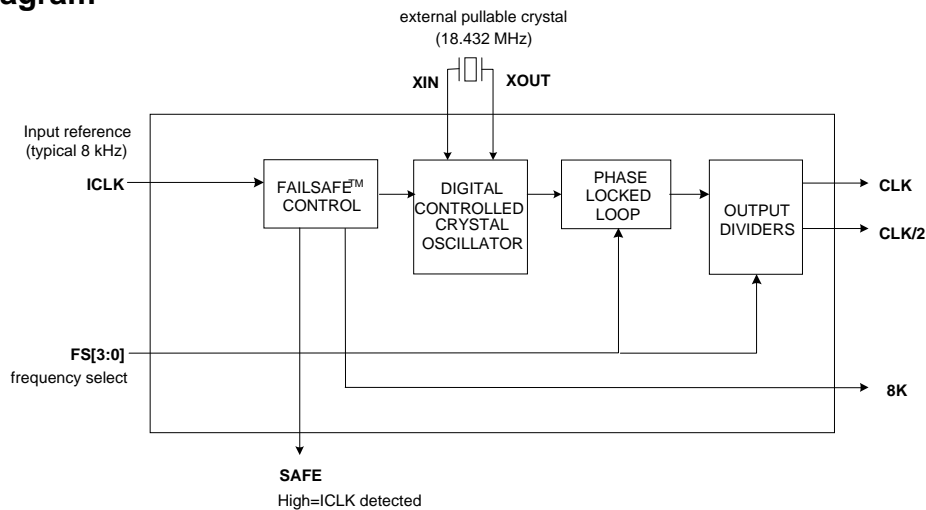 external pullable crystal
(18.432 MHz)
XIN
XOUT
Input reference
(typical 8 kHz)
ICLK
FAILSAFE™
CONTROL
DIGITAL
CONTROLLED
CRYSTAL
OSCILLATOR
PHASE
LOCKED
LOOP
OUTPUT
DIVIDERS
CLK
CLK/2
FS[3:0]
frequency select
8K
SAFE
High=ICLK detected